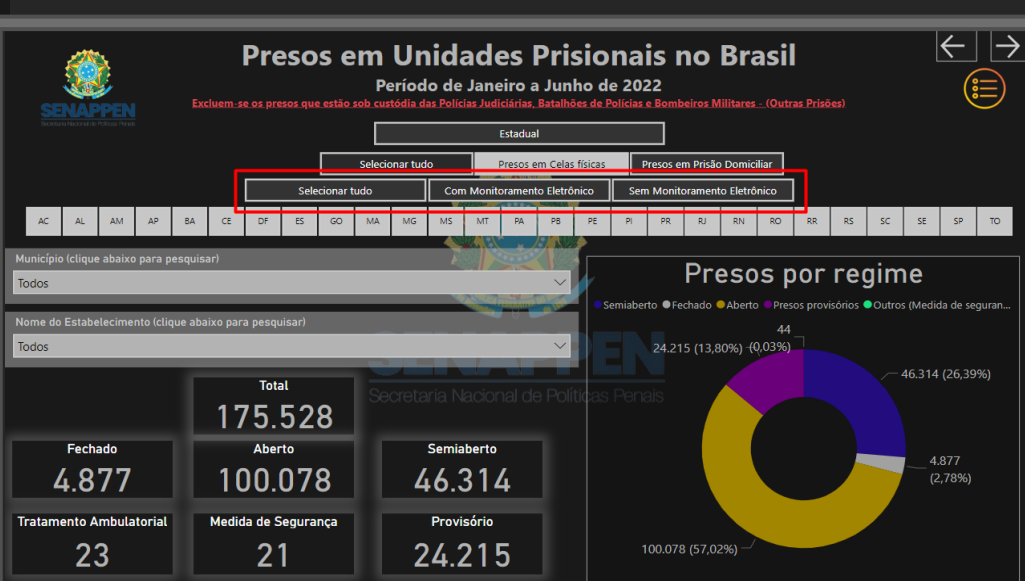 Presos em Unidades Prisionais no Brasil
Período de Janeiro a Junho de 2022
Excluem-se os presos que estão sob custódia das Polícias Judiciárias, Batalhões de Polícias e Bombeiros Militares - (Outras Prisões)
SENAPPEN
Secretaria Nacional de Políticas Penais
Estadual
Selecionar tudo Presos em Celas físicas Presos em Prisão Domiciliar
Selecionar tudo Com Monitoramento Eletrônico Sem Monitoramento Eletrônico
AC AL AM AP BA CE DF ES GO MA MG MS MT PA PB PE PI PR RJ RN RO RR RS SC SE SP TO
Município (clique abaixo para pesquisar)
Todos
Nome do Estabelecimento (clique abaixo para pesquisar)
Todos
SENAPPEN
Secretaria Nacional de Políticas Penais
Total
175.528
Fechado
4.877
Aberto
100.078
Semiaberto
46.314
Tratamento Ambulatorial
23
Medida de Segurança
21
Provisório
24.215
Presos por regime
Semiaberto Fechado Aberto Presos provisórios Outros (Medida de seguran...
44
(0,03%)
24.215 (13,80%)
46.314 (26,39%)
4.877
(2,78%)
100.078 (57,02%)